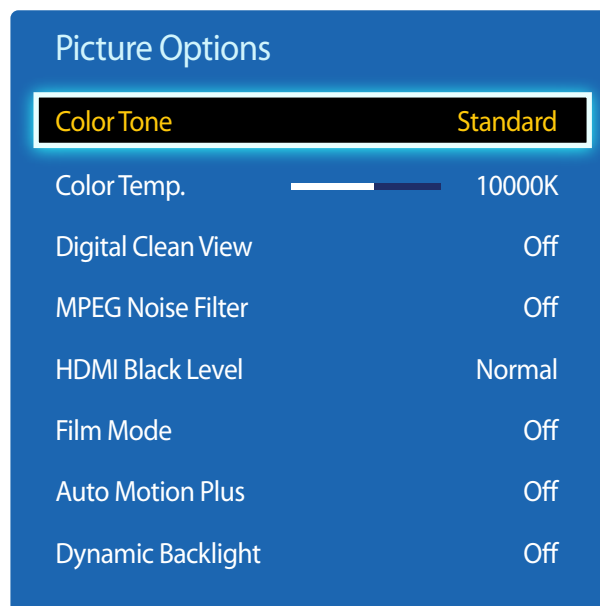 Picture Options
Color Tone Standard
Color Temp. 10000K
Digital Clean View Off
MPEG Noise Filter Off
HDMI Black Level Normal
Film Mode Off
Auto Motion Plus Off
Dynamic Backlight Off